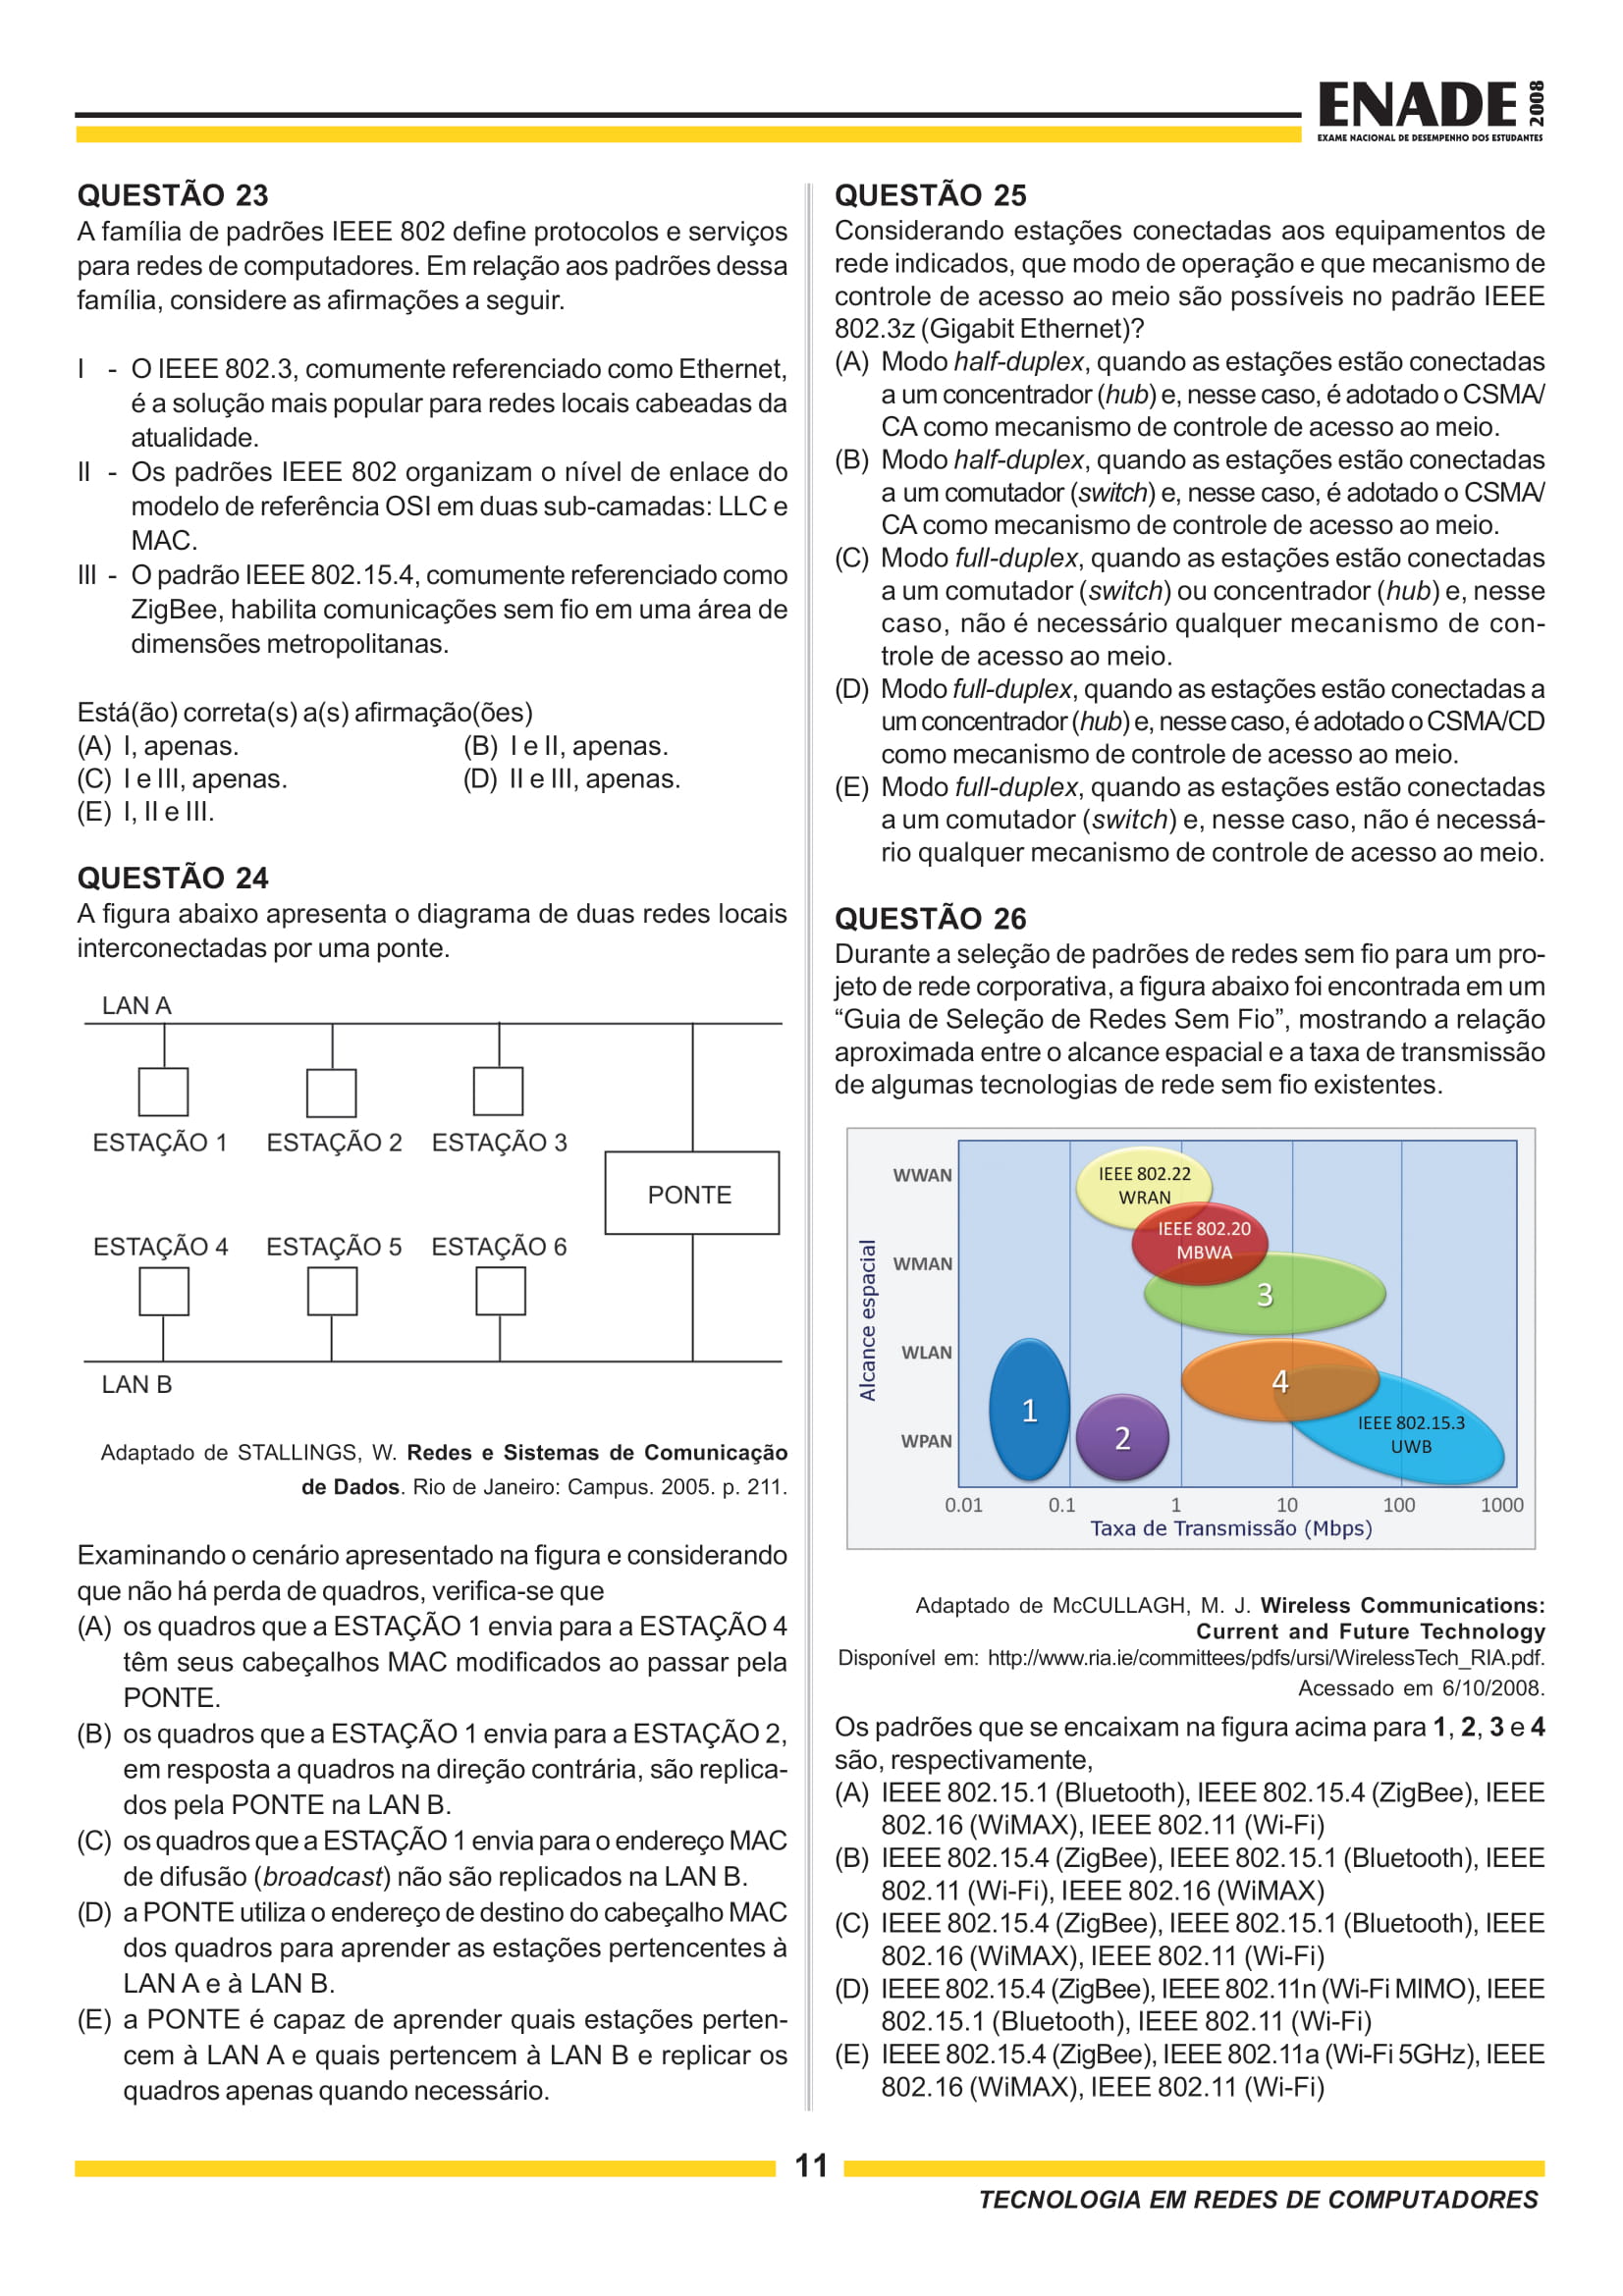 ENADE 2008
EXAME NACIONAL DE DESEMPENHO DOS ESTUDANTES
QUESTÃO 23
A família de padrões IEEE 802 define protocolos e serviços
para redes de computadores. Em relação aos padrões dessa
família, considere as afirmações a seguir.
I - O IEEE 802.3, comumente referenciado como Ethernet,
é a solução mais popular para redes locais cabeadas da
atualidade.
II - Os padrões IEEE 802 organizam o nível de enlace do
modelo de referência OSI em duas sub-camadas: LLC e
MAC.
III - O padrão IEEE 802.15.4, comumente referenciado como
ZigBee, habilita comunicações sem fio em uma área de
dimensões metropolitanas.
Está(ão) correta(s) a(s) afirmação(ões)
(A) I, apenas. (B) I e II, apenas.
(C) I e III, apenas. (D) II e III, apenas.
(E) I, II e III.
QUESTÃO 24
A figura abaixo apresenta o diagrama de duas redes locais
interconectadas por uma ponte.
LAN A
ESTAÇÃO 1 ESTAÇÃO 2 ESTAÇÃO 3
PONTE
ESTAÇÃO 4 ESTAÇÃO 5 ESTAÇÃO 6
LAN B
Adaptado de STALLINGS, W. Redes e Sistemas de Comunicação
de Dados. Rio de Janeiro: Campus. 2005. p. 211.
Examinando o cenário apresentado na figura e considerando
que não há perda de quadros, verifica-se que
(A) os quadros que a ESTAÇÃO 1 envia para a ESTAÇÃO 4
têm seus cabeçalhos MAC modificados ao passar pela
PONTE.
(B) os quadros que a ESTAÇÃO 1 envia para a ESTAÇÃO 2,
em resposta a quadros na direção contrária, são replica-
dos pela PONTE na LAN B.
(C) os quadros que a ESTAÇÃO 1 envia para o endereço MAC
de difusão (broadcast) não são replicados na LAN B.
(D) a PONTE utiliza o endereço de destino do cabeçalho MAC
dos quadros para aprender as estações pertencentes à
LAN A e à LAN B.
(E) a PONTE é capaz de aprender quais estações perten-
cem à LAN A e quais pertencem à LAN B e replicar os
quadros apenas quando necessário.
QUESTÃO 25
Considerando estações conectadas aos equipamentos de
rede indicados, que modo de operação e que mecanismo de
controle de acesso ao meio são possíveis no padrão IEEE
802.3z (Gigabit Ethernet)?
(A) Modo half-duplex, quando as estações estão conectadas
a um concentrador (hub) e, nesse caso, é adotado o CSMA/
CA como mecanismo de controle de acesso ao meio.
(B) Modo half-duplex, quando as estações estão conectadas
a um comutador (switch) e, nesse caso, é adotado o CSMA/
CA como mecanismo de controle de acesso ao meio.
(C) Modo full-duplex, quando as estações estão conectadas
a um comutador (switch) ou concentrador (hub) e, nesse
caso, não é necessário qualquer mecanismo de con-
trole de acesso ao meio.
(D) Modo full-duplex, quando as estações estão conectadas a
um concentrador (hub) e, nesse caso, é adotado o CSMA/CD
como mecanismo de controle de acesso ao meio.
(E) Modo full-duplex, quando as estações estão conectadas
a um comutador (switch) e, nesse caso, não é necessá-
rio qualquer mecanismo de controle de acesso ao meio.
QUESTÃO 26
Durante a seleção de padrões de redes sem fio para um pro-
jeto de rede corporativa, a figura abaixo foi encontrada em um
“Guia de Seleção de Redes Sem Fio”, mostrando a relação
aproximada entre o alcance espacial e a taxa de transmissão
de algumas tecnologias de rede sem fio existentes.
Alcance espacial
WWAN
WMAN
WLAN
WPAN
IEEE 802.22
WRAN
IEEE 802.20
MBWA
3
4
1
2
IEEE 802.15.3
UWB
0.01 0.1 1 10 100 1000
Taxa de Transmissão (Mbps)
Adaptado de McCULLAGH, M. J. Wireless Communications:
Current and Future Technology
Disponível em: http://www.ria.ie/committees/pdfs/ursi/WirelessTech_RIA.pdf.
Acessado em 6/10/2008.
Os padrões que se encaixam na figura acima para 1, 2, 3 e 4
são, respectivamente,
(A) IEEE 802.15.1 (Bluetooth), IEEE 802.15.4 (ZigBee), IEEE
802.16 (WiMAX), IEEE 802.11 (Wi-Fi)
(B) IEEE 802.15.4 (ZigBee), IEEE 802.15.1 (Bluetooth), IEEE
802.11 (Wi-Fi), IEEE 802.16 (WiMAX)
(C) IEEE 802.15.4 (ZigBee), IEEE 802.15.1 (Bluetooth), IEEE
802.16 (WiMAX), IEEE 802.11 (Wi-Fi)
(D) IEEE 802.15.4 (ZigBee), IEEE 802.11n (Wi-Fi MIMO), IEEE
802.15.1 (Bluetooth), IEEE 802.11 (Wi-Fi)
(E) IEEE 802.15.4 (ZigBee), IEEE 802.11a (Wi-Fi 5GHz), IEEE
802.16 (WiMAX), IEEE 802.11 (Wi-Fi)
11
TECNOLOGIA EM REDES DE COMPUTADORES